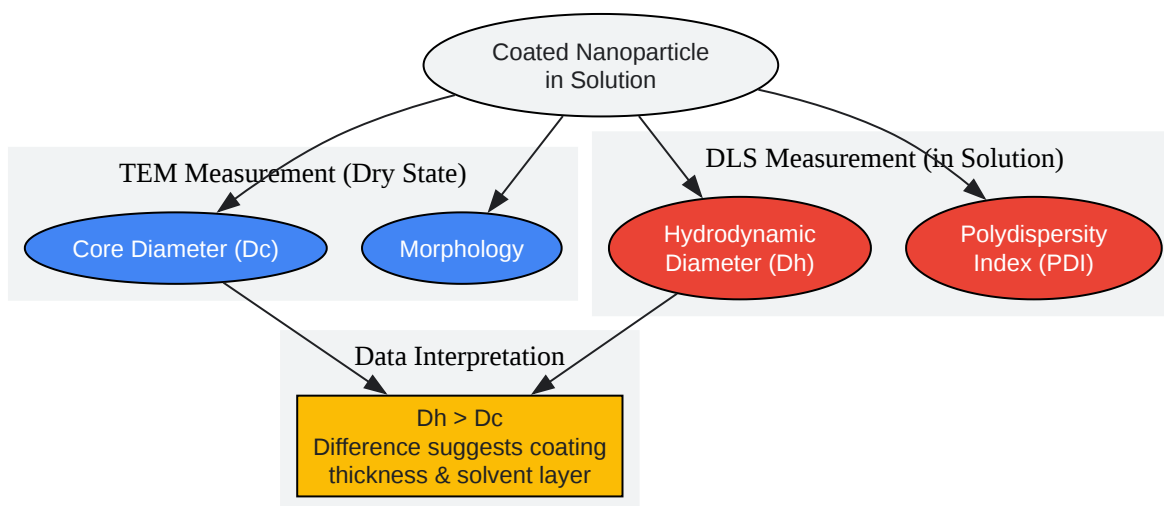 Coated Nanoparticle
in Solution
TEM Measurement (Dry State)
DLS Measurement (in Solution)
Core Diameter (Dc)
Morphology
Hydrodynamic
Diameter (Dh)
Polydispersity
Index (PDI)
Data Interpretation
Dh > Dc
Difference suggests coating
thickness & solvent layer